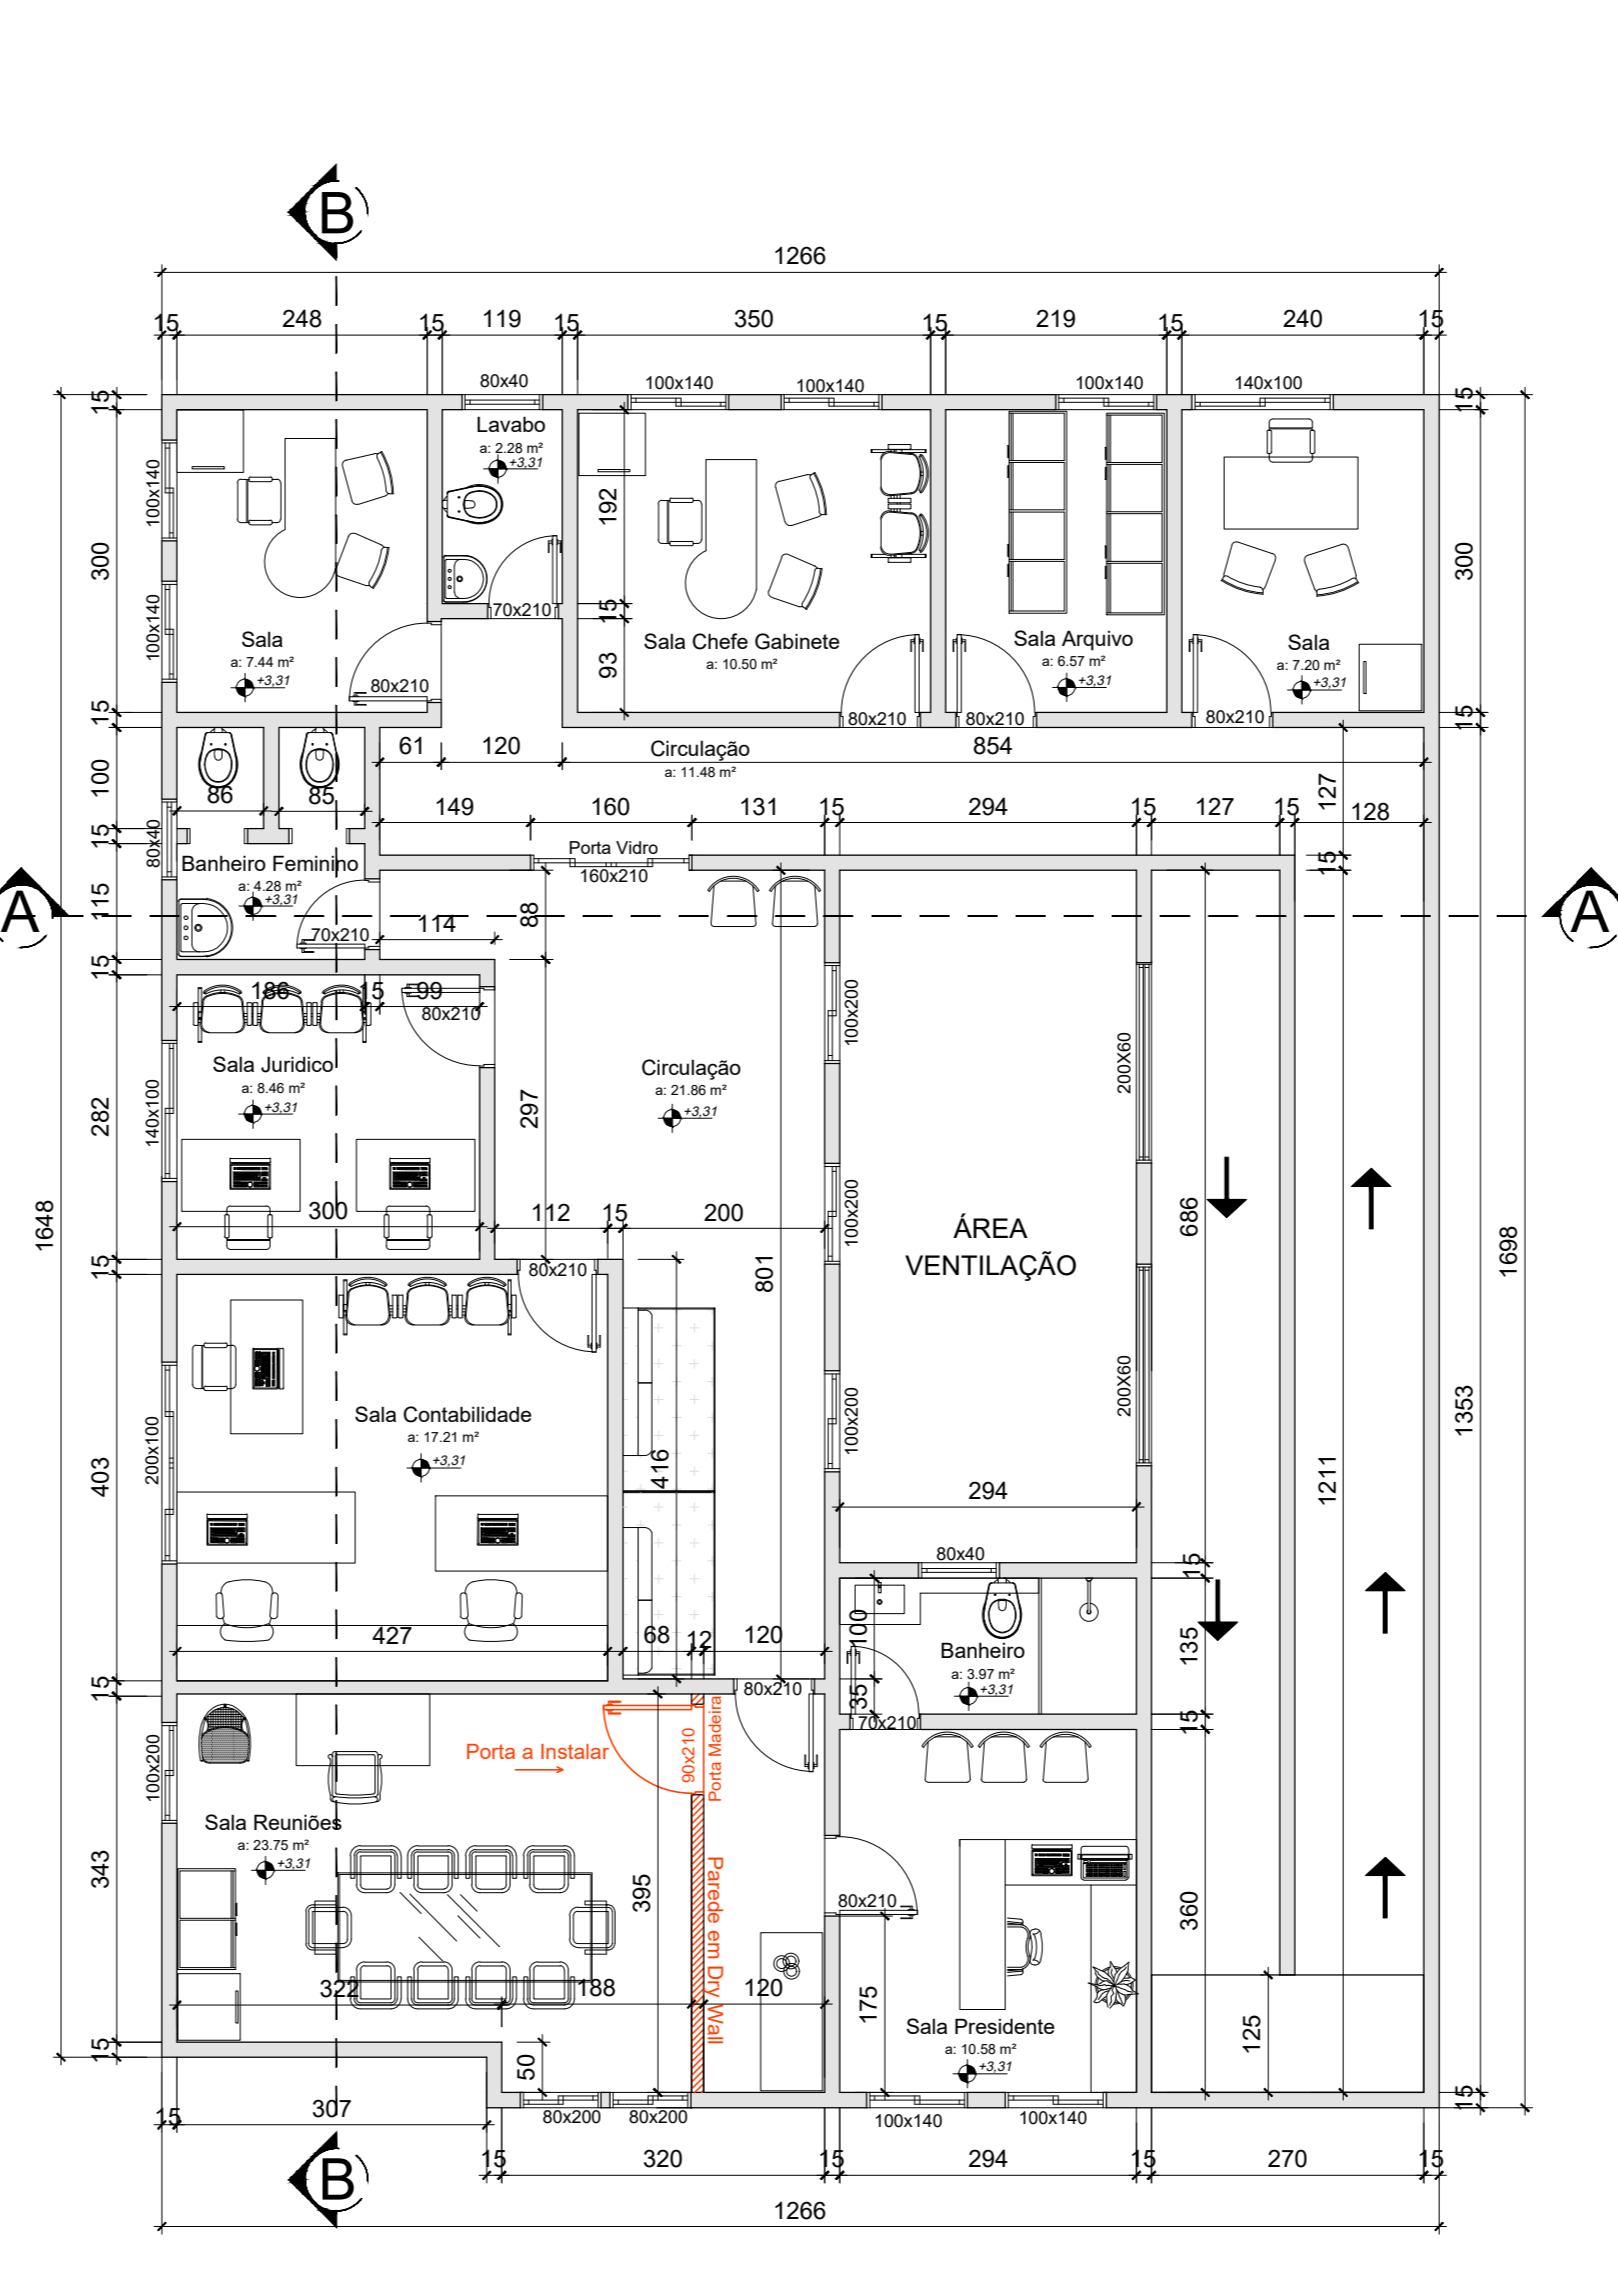 B
1266
15 248 15 119 15 350 15 219 15 240 15
80x40 100x140 100x140 100x140 140x100
15
15
Lavabo
a: 2.28 m²
+3,31
100x140
192
300
300
100x140
70x210
15
Sala
a: 7.44 m²
+3,31
Sala Chefe Gabinete
a: 10.50 m²
Sala Arquivo
a: 6.57 m²
+3,31
Sala
a: 7.20 m²
+3,31
93
80x210
80x210 80x210 80x210
15
15
61 120 Circulação 854
a: 11.48 m²
100
86 85
149 160 131 15 294 15 127 15 128
127
15
80x40
Porta Vidro
160x210
15
Banheiro Feminino
a: 4.28 m²
+3,31
115
A
A
70x210
114
88
15
186 15 99
80x210
100x200
200X60
Sala Juridico
a: 8.46 m²
+3,31
Circulação
a: 21.86 m²
+3,31
140x100
282
297
300
112 15 200
100x200
ÁREA
VENTILAÇÃO
686
1648
1698
15
80x210
801
200X60
1353
Sala Contabilidade
a: 17.21 m²
+3,31
200x100
100x200
403
416
1211
294
80x40
15
427 68 12 120
100
Banheiro
a: 3.97 m²
+3,31
135
15
80x210
35
70x210
15
Porta a Instalar
90x210
Porta Madeira
100x200
Sala Reuniões
a: 23.75 m²
+3,31
343
395
Parede em Dry Wall
80x210
360
322 188 120
175
Sala Presidente
a: 10.58 m²
+3,31
125
15
50
15
80x200 80x200 100x140 100x140
15 307
15 320 15 294 15 270 15
B
1266